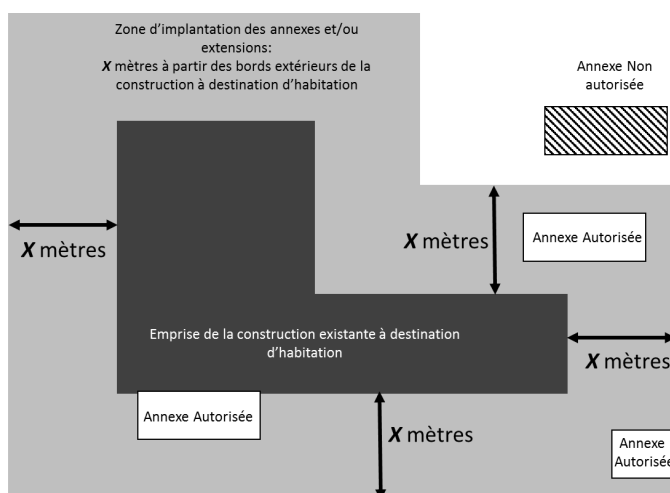 Zone d'implantation des annexes et/ou
extensions:
X mètres à partir des bords extérieurs de la
construction à destination d'habitation
Annexe Non
autorisée
X mètres
X mètres
Annexe Autorisée
Emprise de la construction existante à destination
d'habitation
X mètres
Annexe Autorisée
X mètres
Annexe
Autorisée